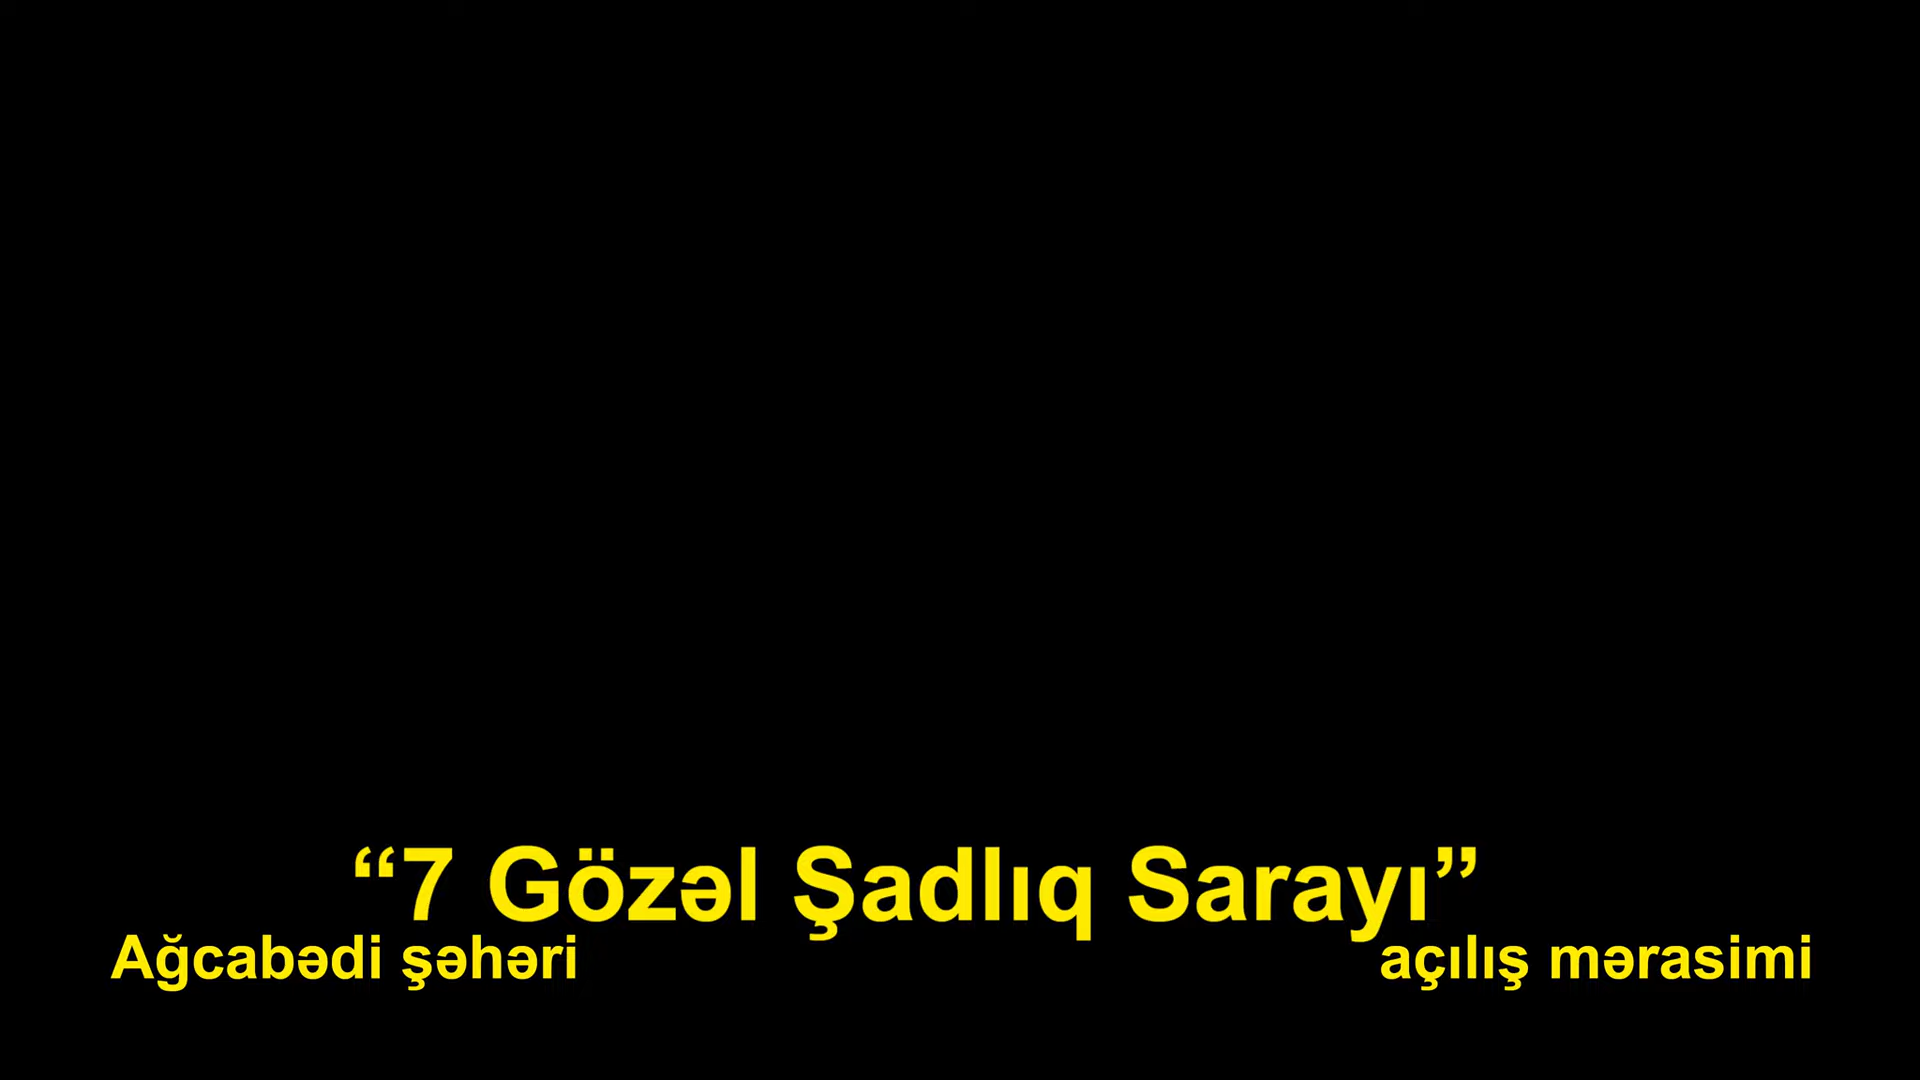 “7 Gözəl Şadlıq Sarayı”
Ağcabədi şəhəri
açılış mərasimi